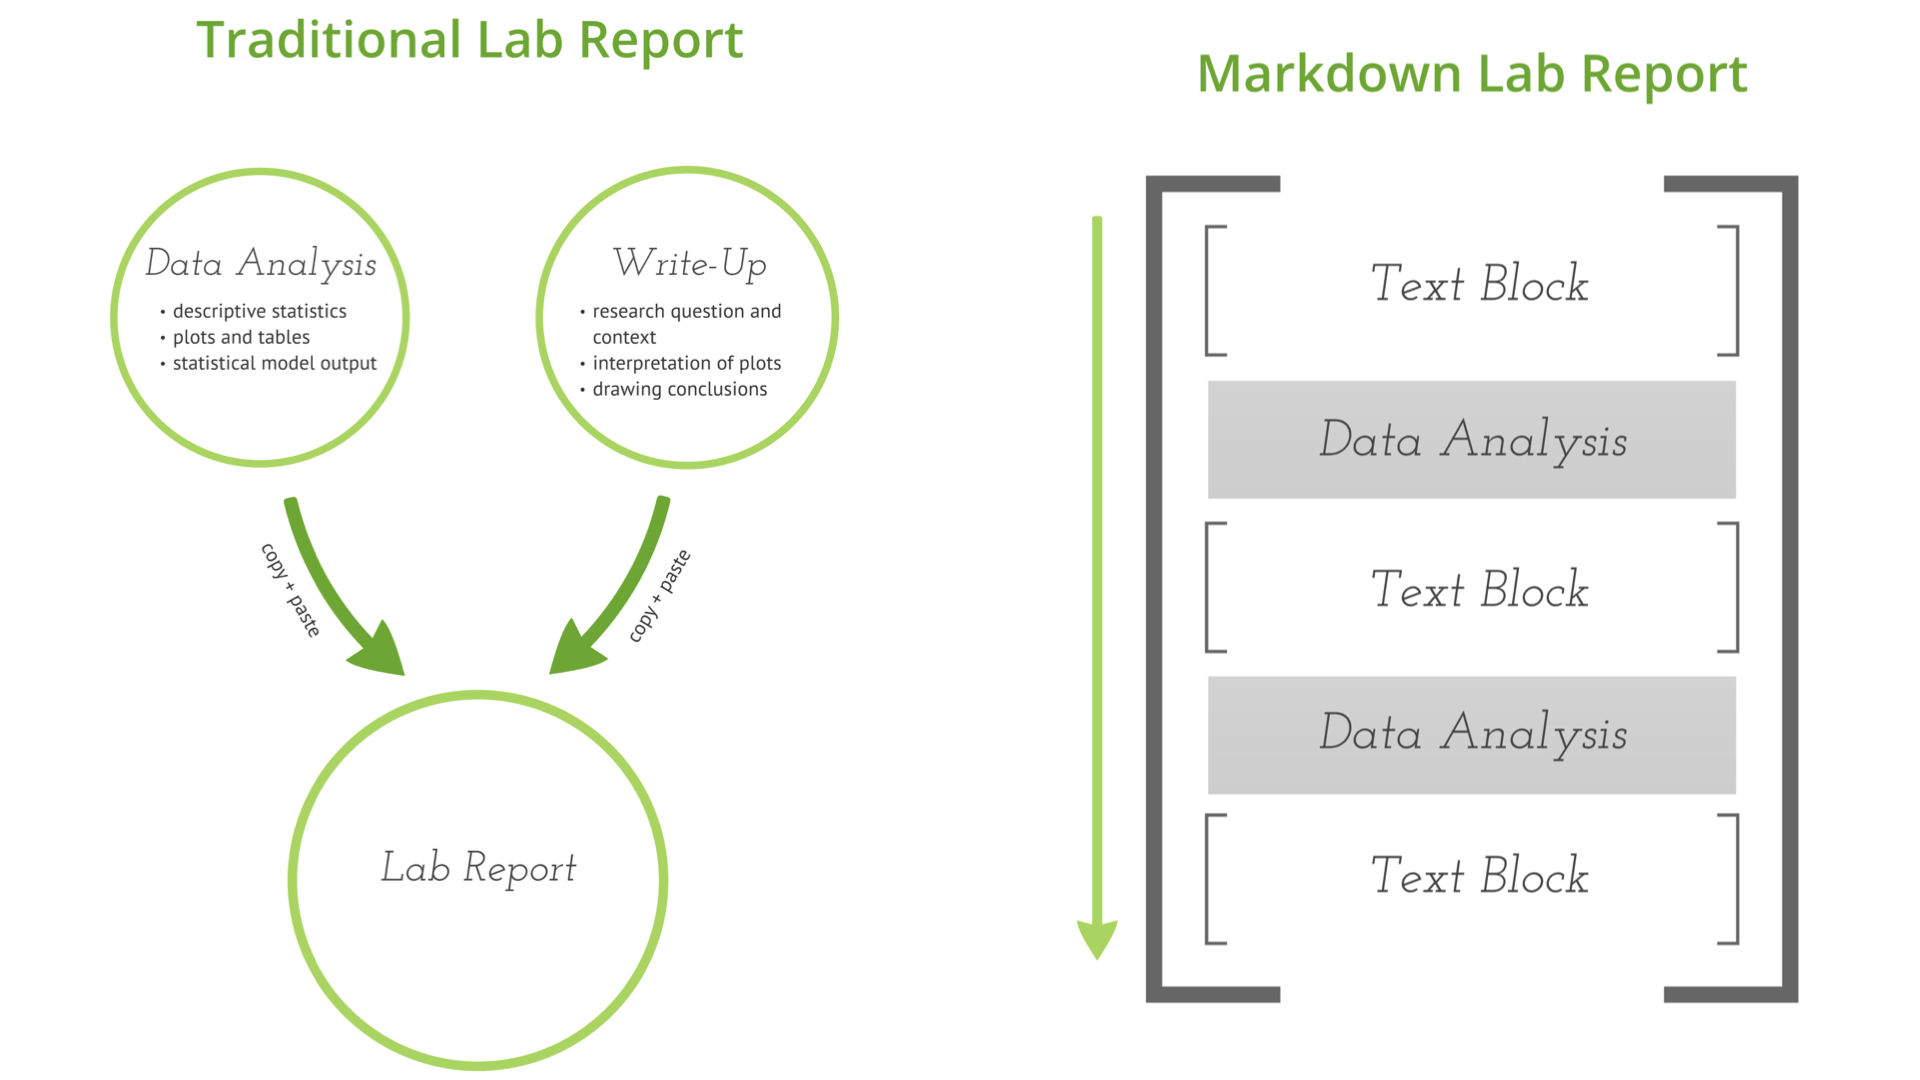 Traditional Lab Report
Data Analysis
• descriptive statistics
• plots and tables
• statistical model output
Write-Up
• research question and
context
• interpretation of plots
• drawing conclusions
copy + paste
copy + paste
Lab Report
Markdown Lab Report
Text Block
Data Analysis
Text Block
Data Analysis
Text Block